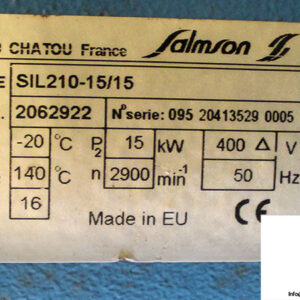 CHATOU France Salmson
E SIL210-15/15
2062922 N°serie: 095 20413529 0005
-20 °C P2 15 kW 400 Δ V
140 °C n 2900 min-1 50 Hz
16 Made in EU CE